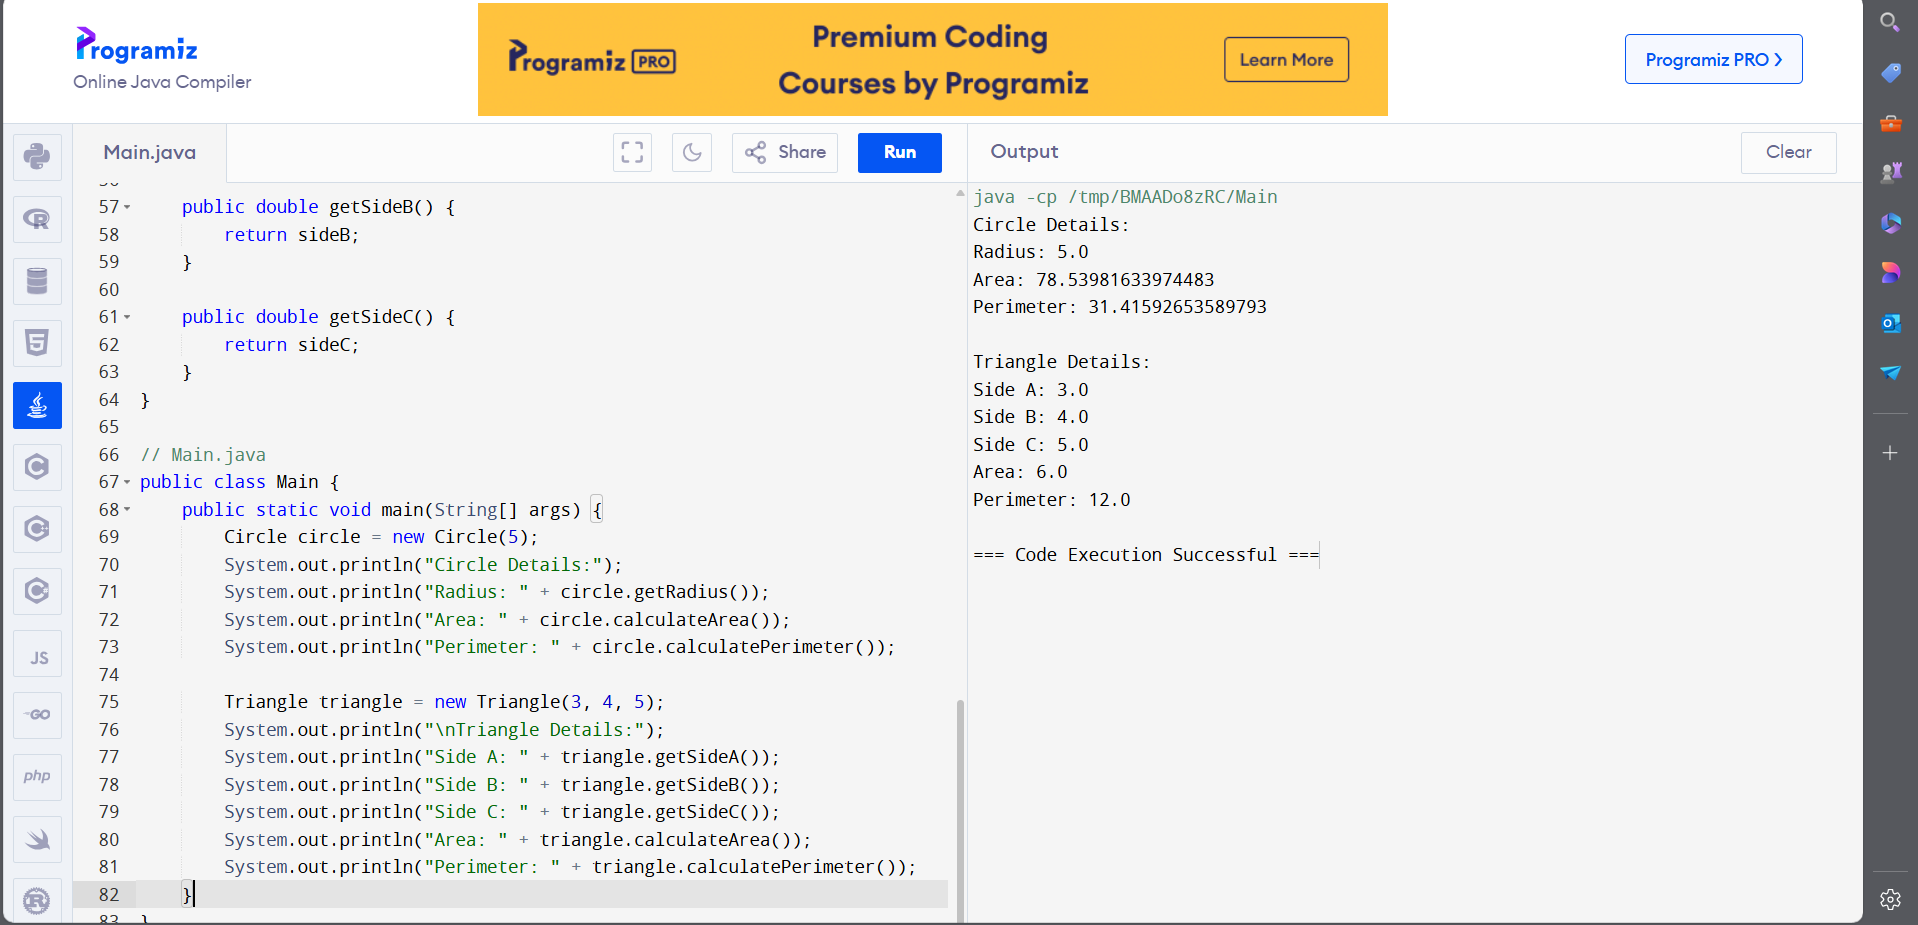 Programiz
Online Java Compiler
Programiz PRO
Premium Coding
Courses by Programiz
Learn More
Programiz PRO
Main.java
Share
Run
57 public double getSideB() {
58 return sideB;
59 }
60
61 public double getSideC() {
62 return sideC;
63 }
64 }
65
66 // Main.java
67 public class Main {
68 public static void main(String[] args) {
69 Circle circle = new Circle(5);
70 System.out.println("Circle Details:");
71 System.out.println("Radius: " + circle.getRadius());
72 System.out.println("Area: " + circle.calculateArea());
73 System.out.println("Perimeter: " + circle.calculatePerimeter());
74
75 Triangle triangle = new Triangle(3, 4, 5);
76 System.out.println("\nTriangle Details:");
77 System.out.println("Side A: " + triangle.getSideA());
78 System.out.println("Side B: " + triangle.getSideB());
79 System.out.println("Side C: " + triangle.getSideC());
80 System.out.println("Area: " + triangle.calculateArea());
81 System.out.println("Perimeter: " + triangle.calculatePerimeter());
82 }
83 }
Output
Clear
java -cp /tmp/BMAADo8zRC/Main
Circle Details:
Radius: 5.0
Area: 78.53981633974483
Perimeter: 31.41592653589793
Triangle Details:
Side A: 3.0
Side B: 4.0
Side C: 5.0
Area: 6.0
Perimeter: 12.0
=== Code Execution Successful ===
R
5
C
C
C
JS
GO
php
R